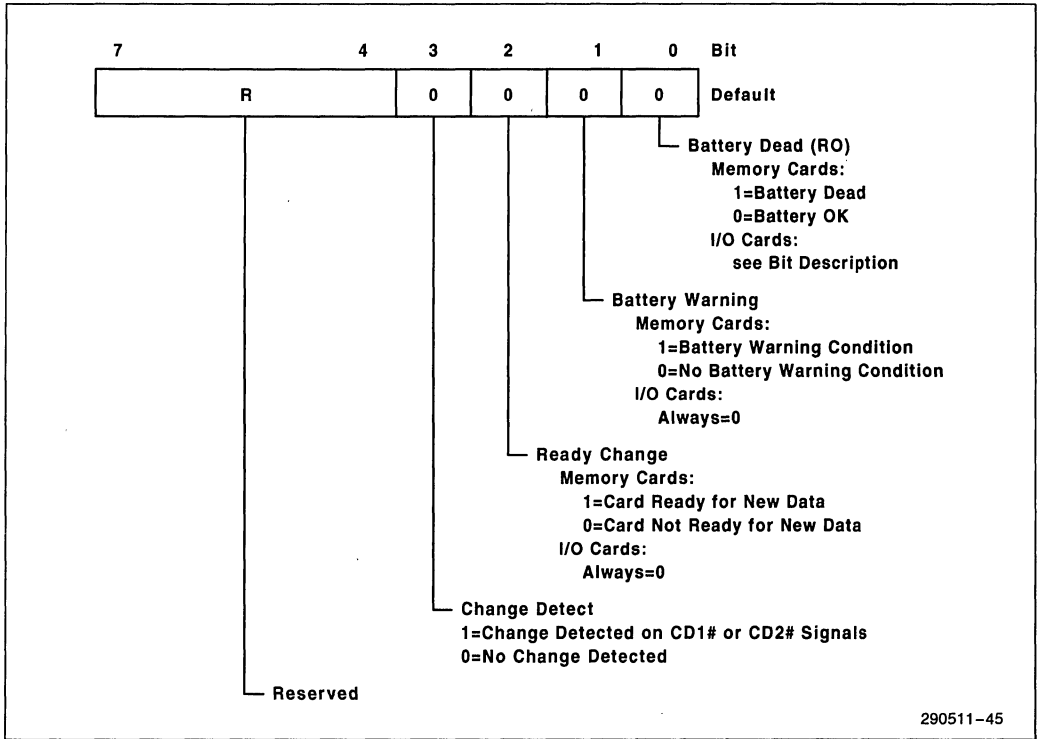 7 4 3 2 1 0 Bit
R 0 0 0 0 Default
Battery Dead (RO)
Memory Cards:
1=Battery Dead
0=Battery OK
I/O Cards:
see Bit Description
Battery Warning
Memory Cards:
1=Battery Warning Condition
0=No Battery Warning Condition
I/O Cards:
Always=0
Ready Change
Memory Cards:
1=Card Ready for New Data
0=Card Not Ready for New Data
I/O Cards:
Always=0
Change Detect
1=Change Detected on CD1# or CD2# Signals
0=No Change Detected
Reserved
290511-45